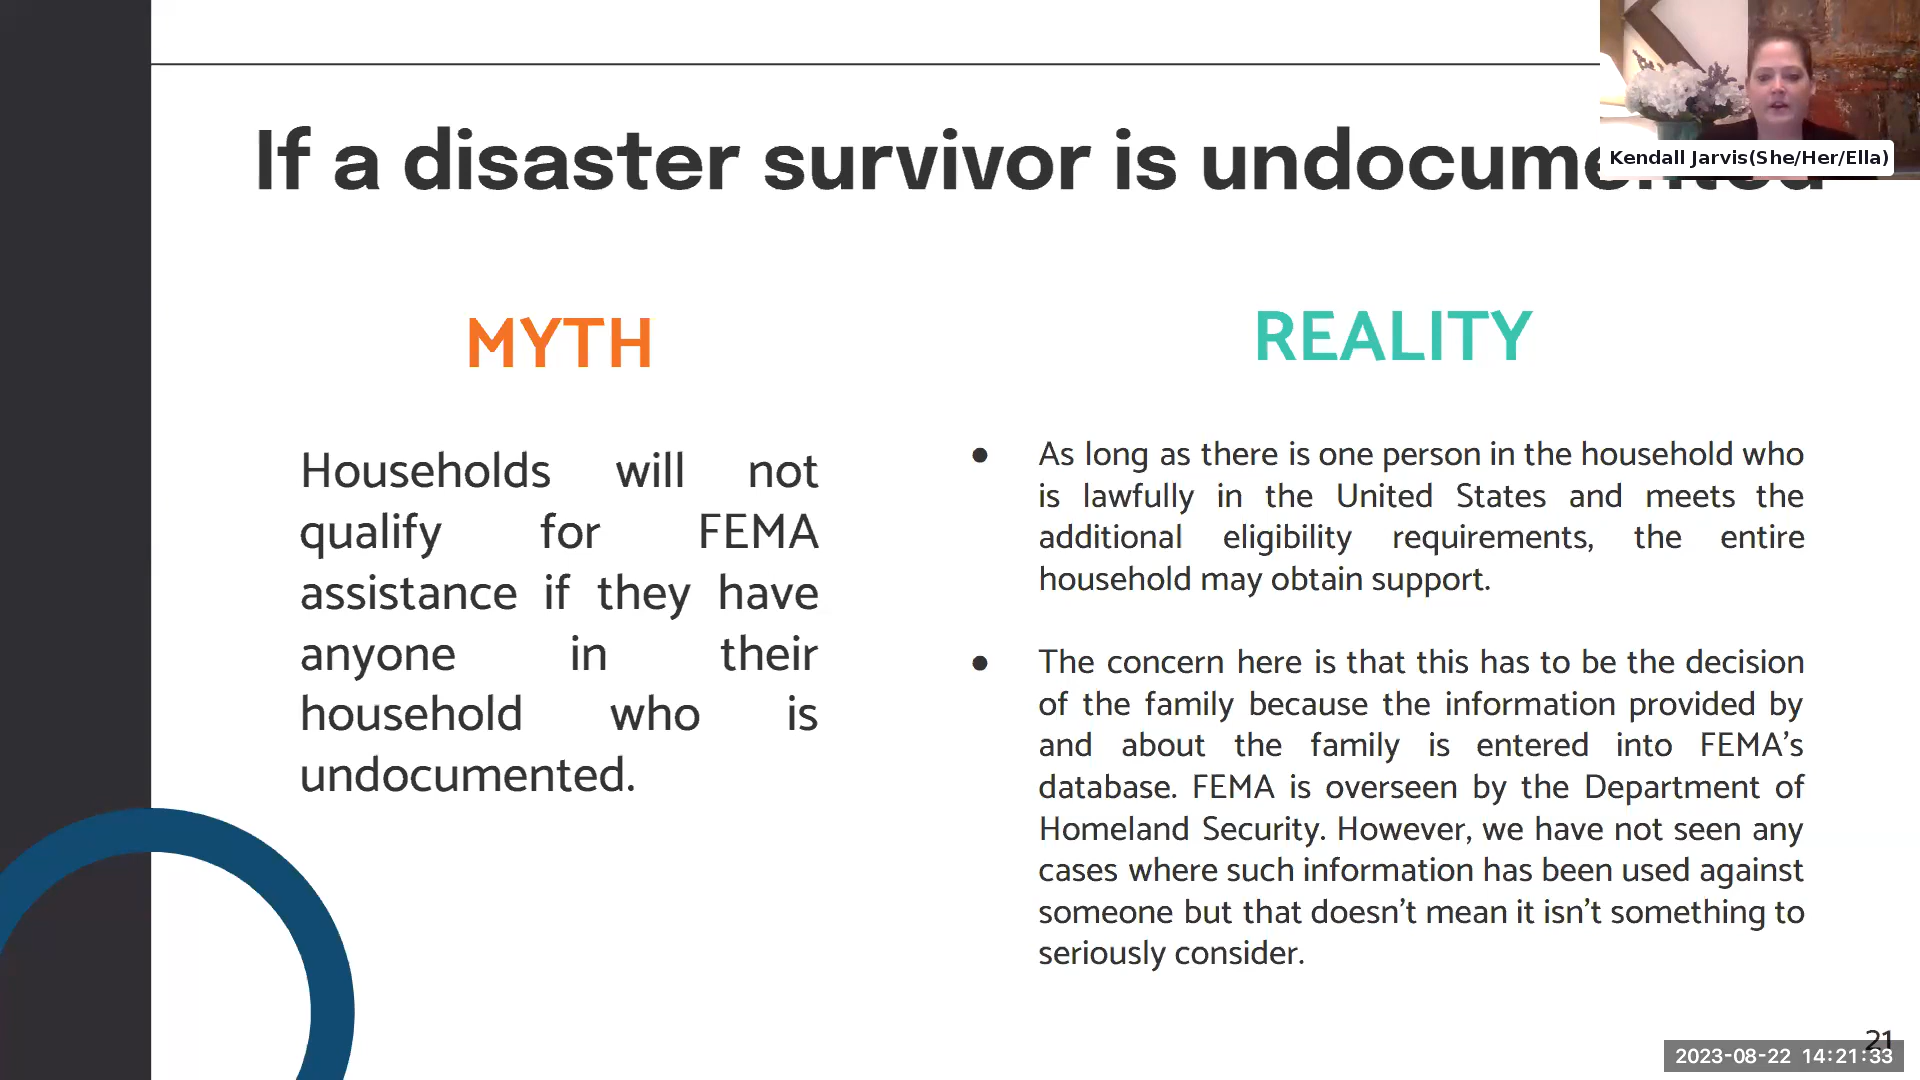 If a disaster survivor is undocumented
Kendall Jarvis(She/Her/Ella)
MYTH
Households will not
qualify for FEMA
assistance if they have
anyone in their
household who is
undocumented.
REALITY
● As long as there is one person in the household who
is lawfully in the United States and meets the
additional eligibility requirements, the entire
household may obtain support.
● The concern here is that this has to be the decision
of the family because the information provided by
and about the family is entered into FEMA’s
database. FEMA is overseen by the Department of
Homeland Security. However, we have not seen any
cases where such information has been used against
someone but that doesn’t mean it isn’t something to
seriously consider.
21
2023-08-22 14:21:33